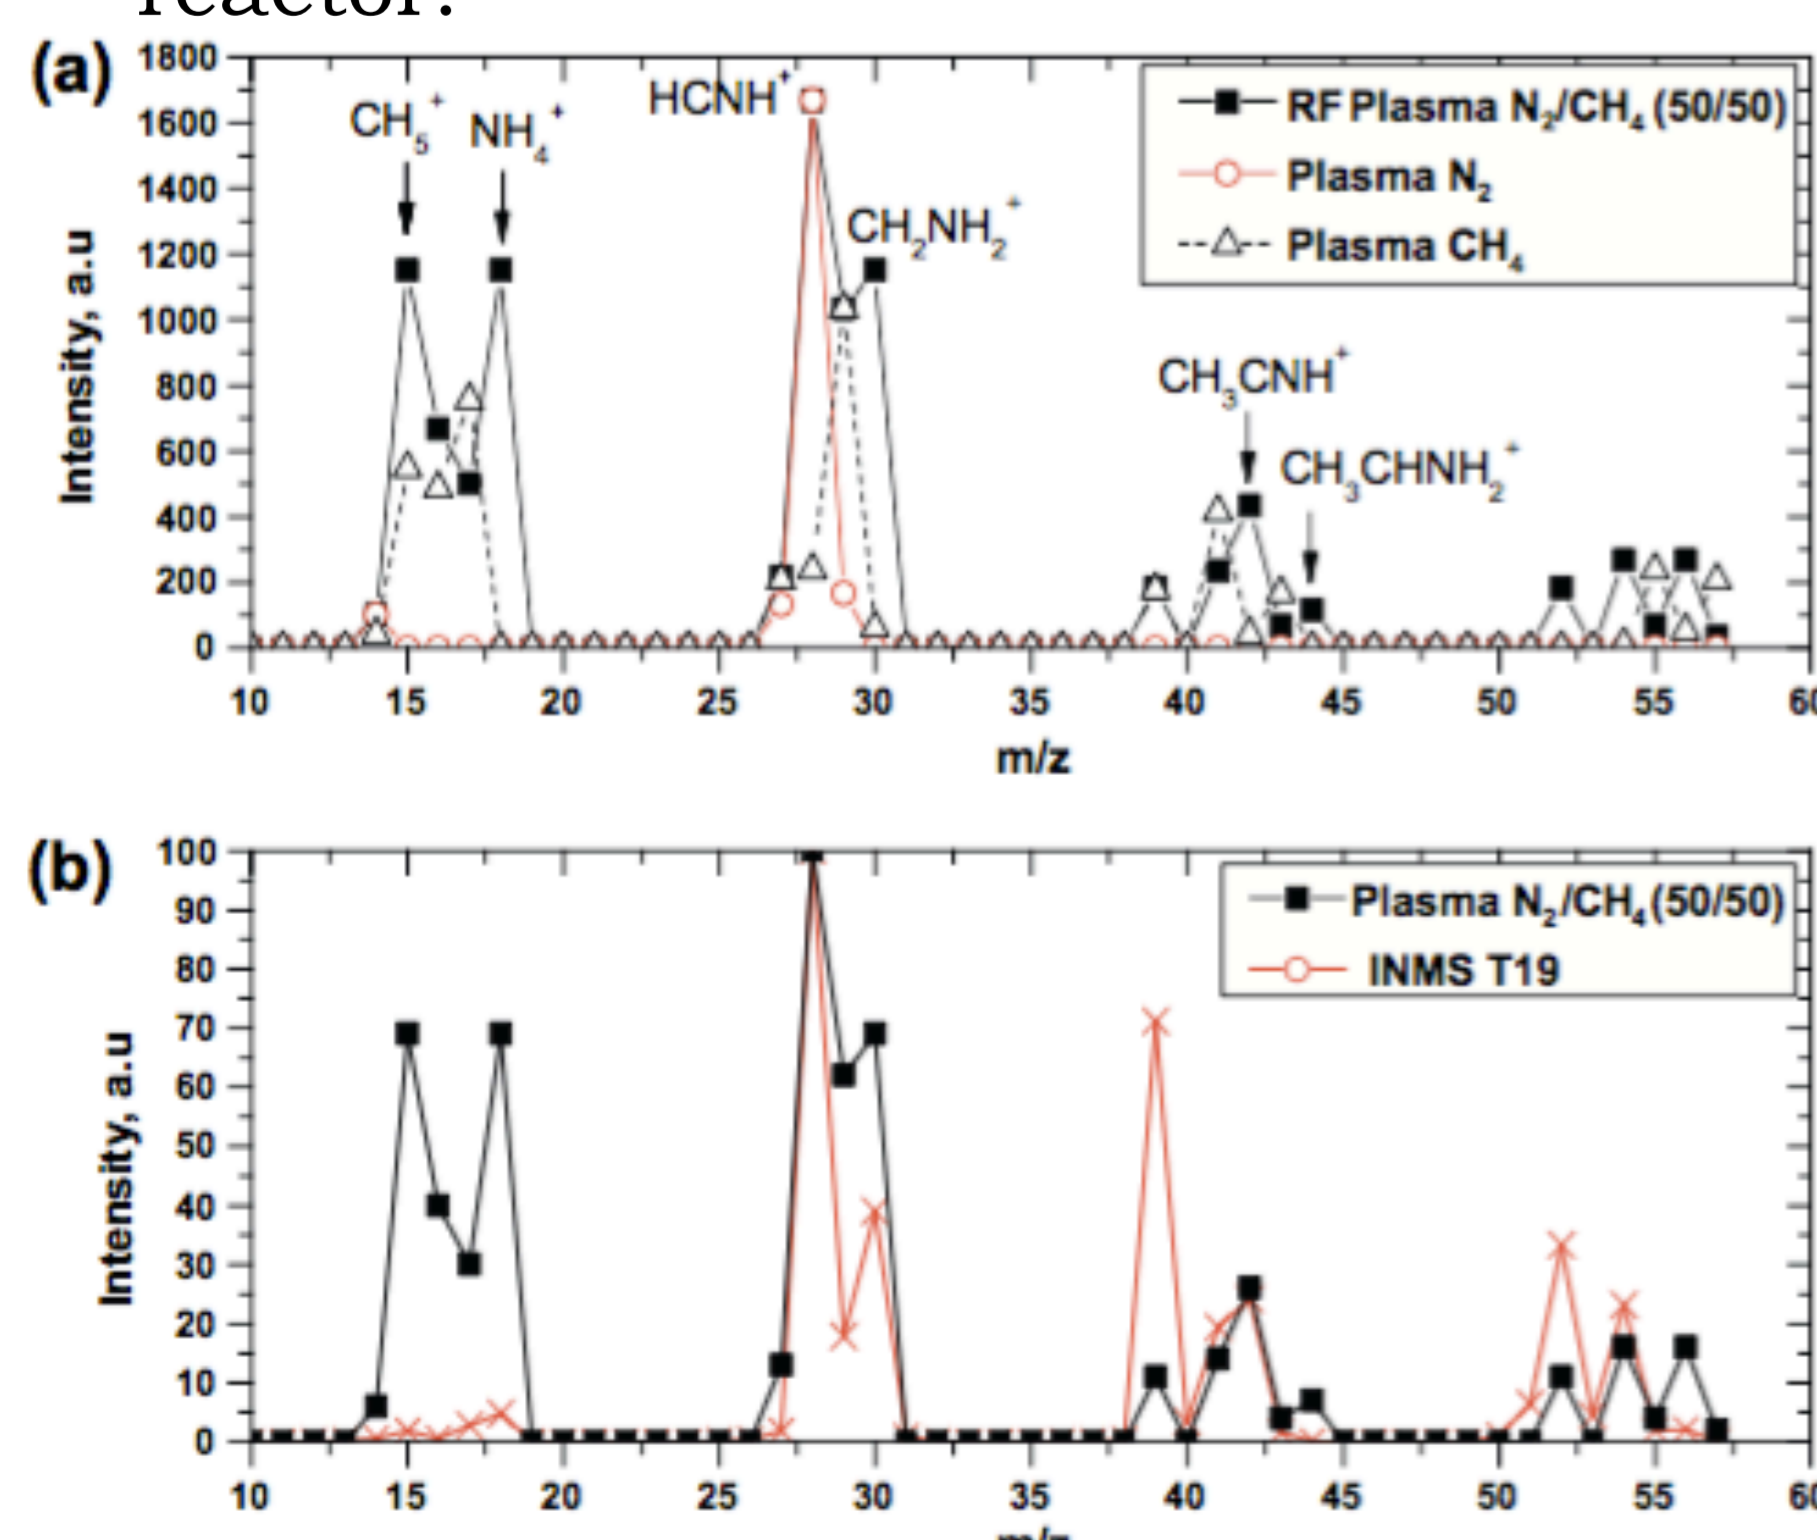 reactor.
(a)
1800
1600
1400
1200
1000
800
600
400
200
0
Intensity, a.u
CH5+
NH4+
HCNH+
CH2NH2+
CH3CNH+
CH3CHNH2+
RF Plasma N2/CH4 (50/50)
Plasma N2
Plasma CH4
10 15 20 25 30 35 40 45 50 55 60
m/z
(b)
100
90
80
70
60
50
40
30
20
10
0
Intensity, a.u
Plasma N2/CH4 (50/50)
INMS T19
10 15 20 25 30 35 40 45 50 55 60
m/z